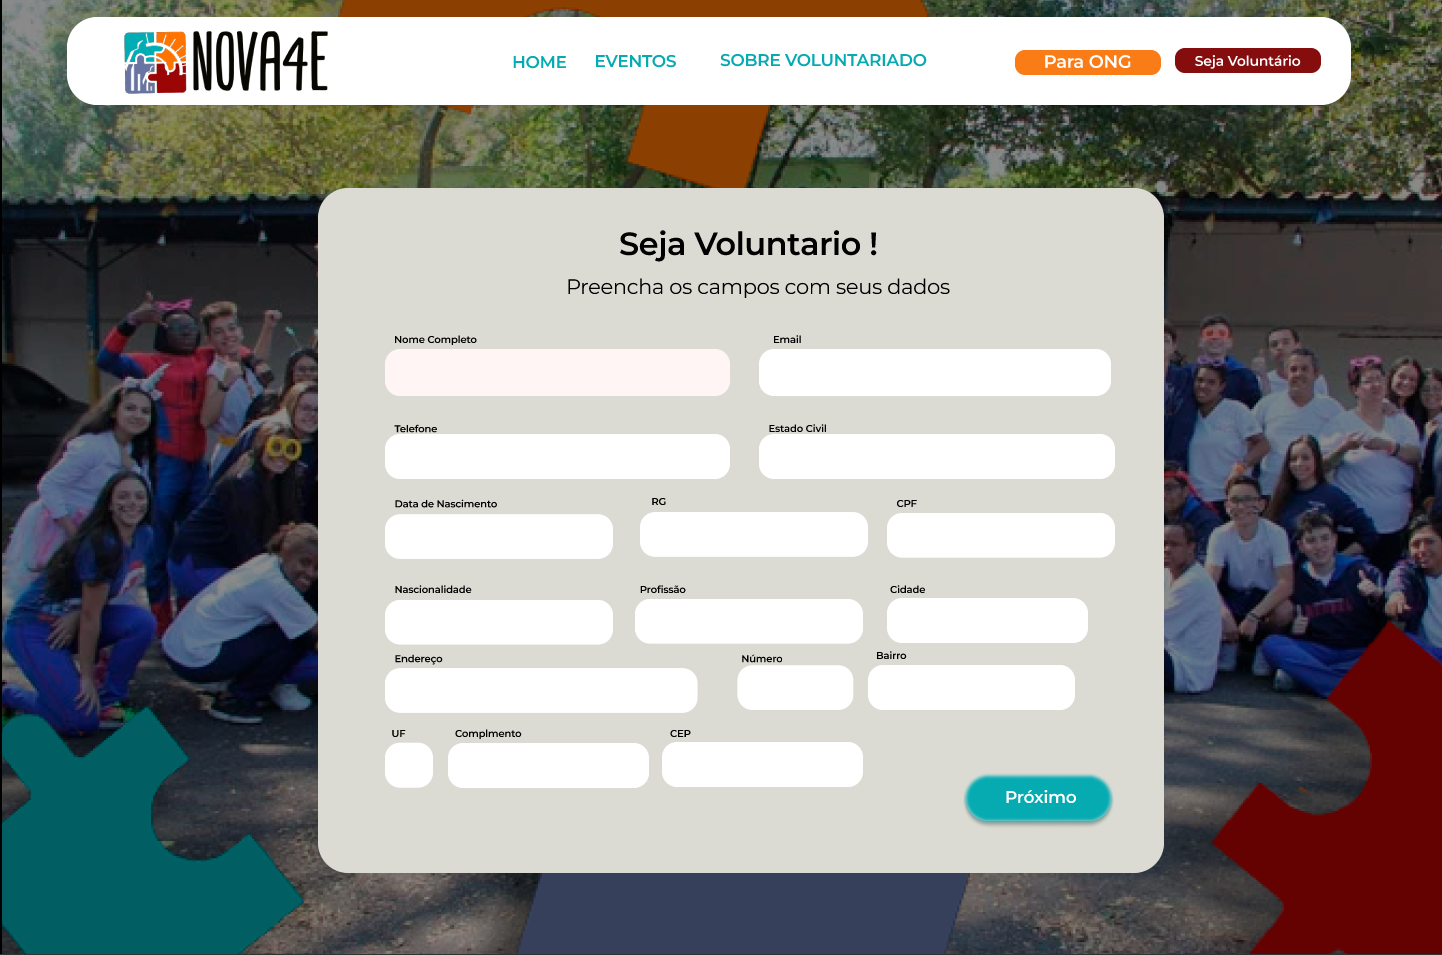 NOVA4E
HOME EVENTOS SOBRE VOLUNTARIADO Para ONG Seja Voluntário
Seja Voluntario !
Preencha os campos com seus dados
Nome Completo Email
Telefone Estado Civil
Data de Nascimento RG CPF
Nascionalidade Profissão Cidade
Endereço Número Bairro
UF Complmento CEP
Próximo